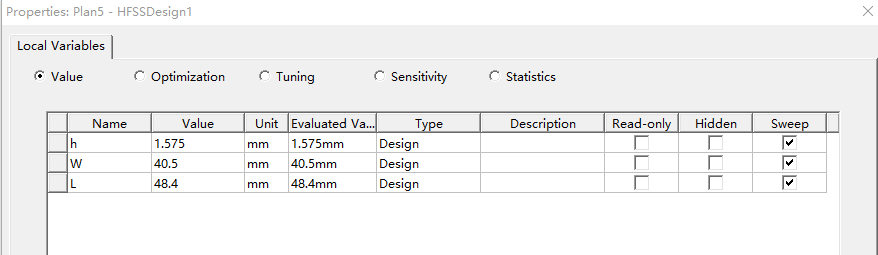 Properties: Plan5 - HFSSDesign1
Local Variables
Value Optimization Tuning Sensitivity Statistics
Name Value Unit Evaluated Va... Type Description Read-only Hidden Sweep
h 1.575 mm 1.575mm Design
W 40.5 mm 40.5mm Design
L 48.4 mm 48.4mm Design